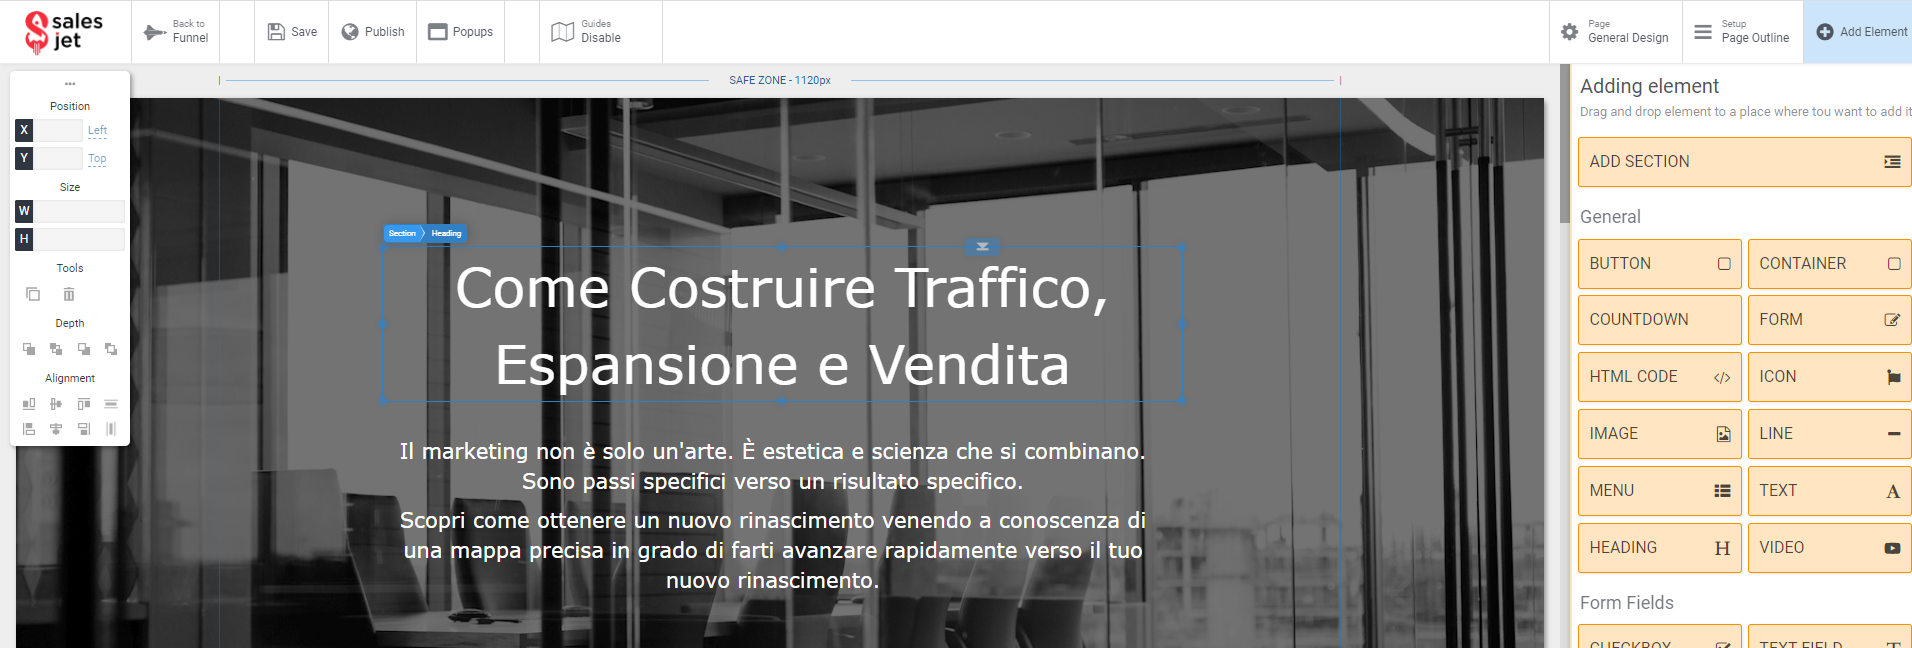 sales
jet
Back to
Funnel
Save
Publish
Popups
Guides
Disable
Page
General Design
Setup
Page Outline
Add Element
SAFE ZONE - 1120px
Position
X
Left
Y
Top
Size
W
H
Tools
Depth
Alignment
Section
Heading
Come Costruire Traffico,
Espansione e Vendita
Il marketing non è solo un'arte. È estetica e scienza che si combinano.
Sono passi specifici verso un risultato specifico.
Scopri come ottenere un nuovo rinascimento venendo a conoscenza di
una mappa precisa in grado di farti avanzare rapidamente verso il tuo
nuovo rinascimento.
Adding element
Drag and drop element to a place where tou want to add it
ADD SECTION
General
BUTTON
CONTAINER
COUNTDOWN
FORM
HTML CODE
ICON
IMAGE
LINE
MENU
TEXT
HEADING
VIDEO
Form Fields
CHECKBOX
TEXT FIELD